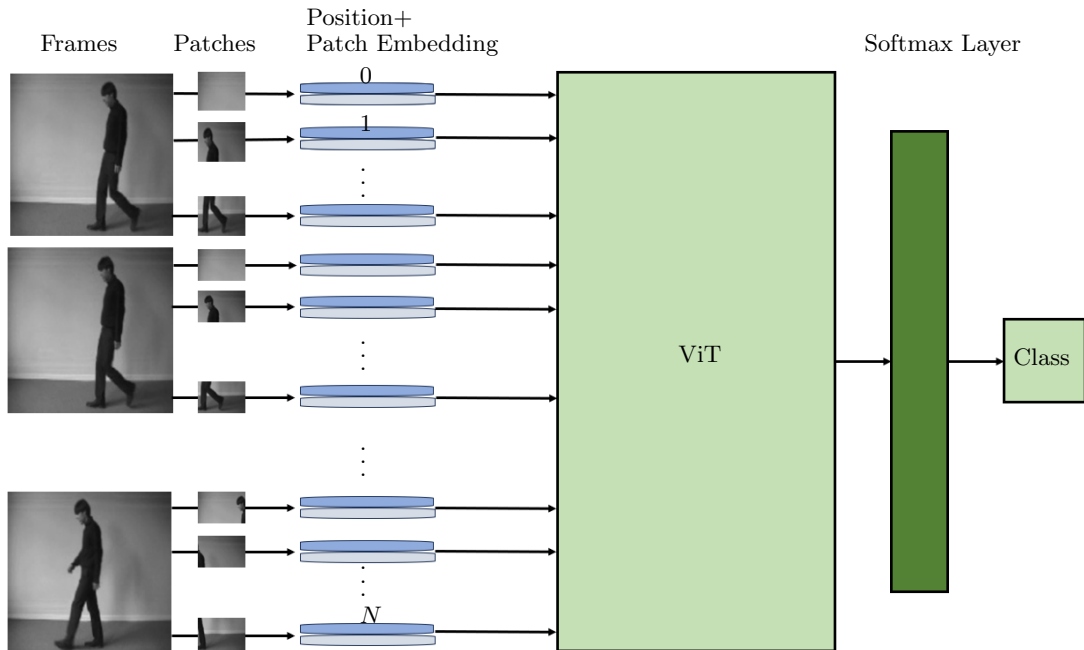 Position+
Frames Patches Patch Embedding Softmax Layer
0
1
⋮
⋮
ViT
Class
⋮
⋮
N